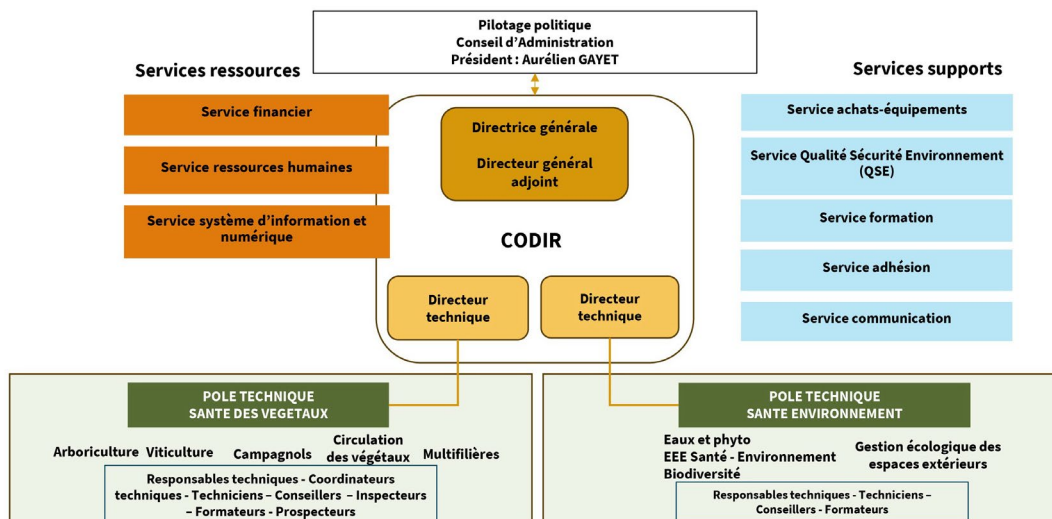 Pilotage politique
Conseil d'Administration
Président : Aurélien GAYET
Services ressources
Service financier
Service ressources humaines
Service système d'information et
numérique
Directrice générale
Directeur général
adjoint
CODIR
Directeur
technique
Directeur
technique
Services supports
Service achats-équipements
Service Qualité Sécurité Environnement
(QSE)
Service formation
Service adhésion
Service communication
POLE TECHNIQUE
SANTE DES VEGETAUX
Arboriculture
Viticulture
Campagnols
Circulation
des végétaux
Multifilières
Responsables techniques - Coordinateurs
techniques - Techniciens – Conseillers – Inspecteurs
– Formateurs - Prospecteurs
POLE TECHNIQUE
SANTE ENVIRONNEMENT
Eaux et phyto
EEE Santé - Environnement
Biodiversité
Gestion écologique des
espaces extérieurs
Responsables techniques - Techniciens –
Conseillers - Formateurs